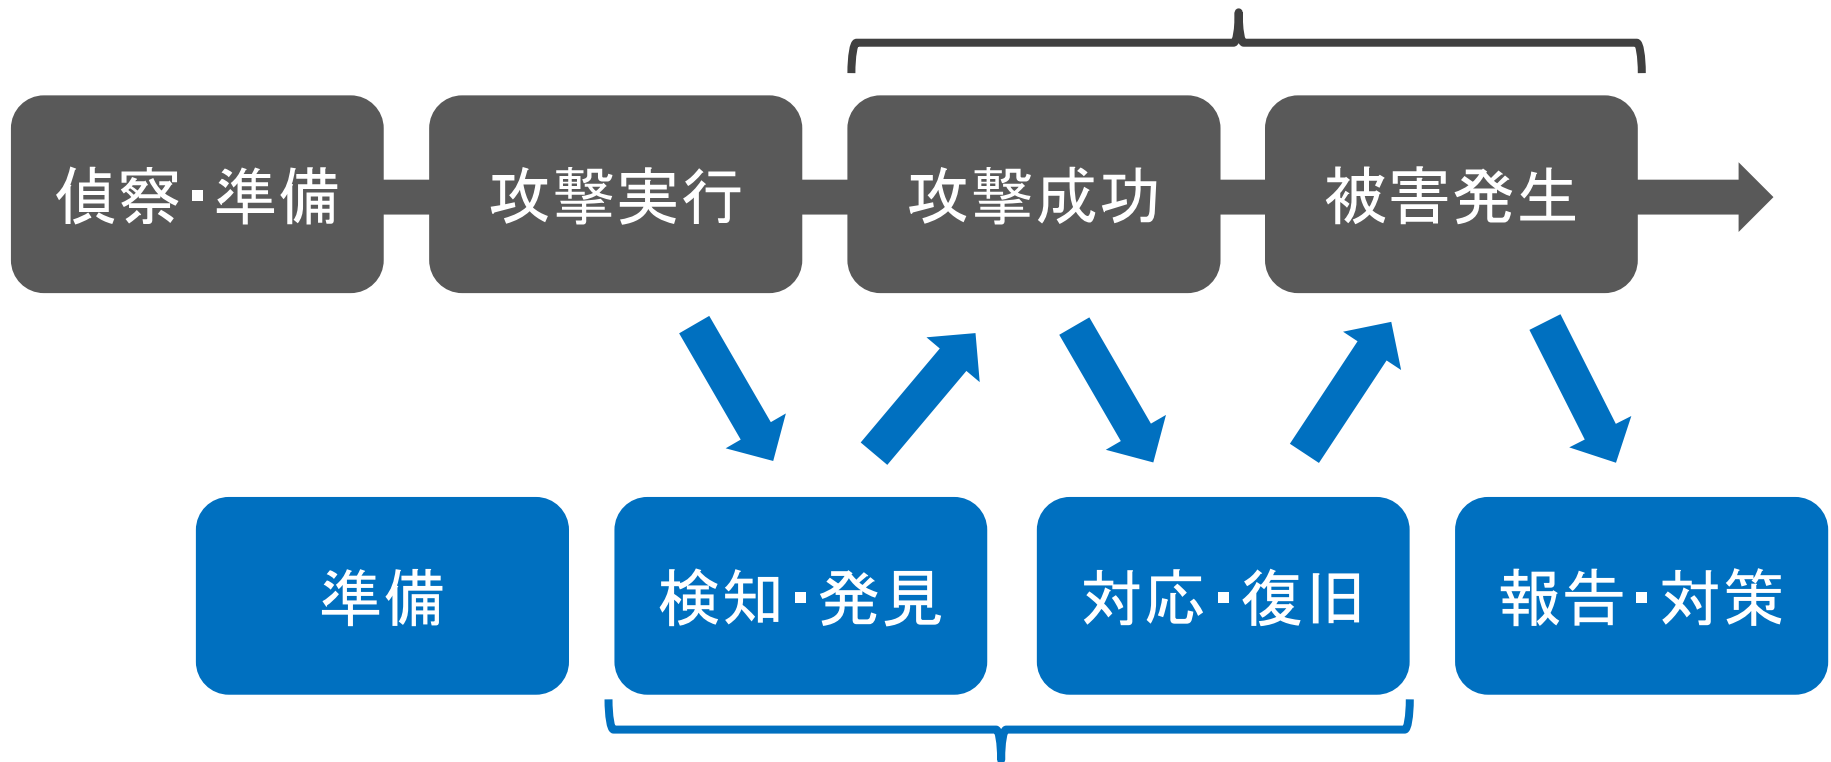 偵察・準備
攻撃実行
攻撃成功
被害発生
準備
検知・発見
対応・復旧
報告・対策